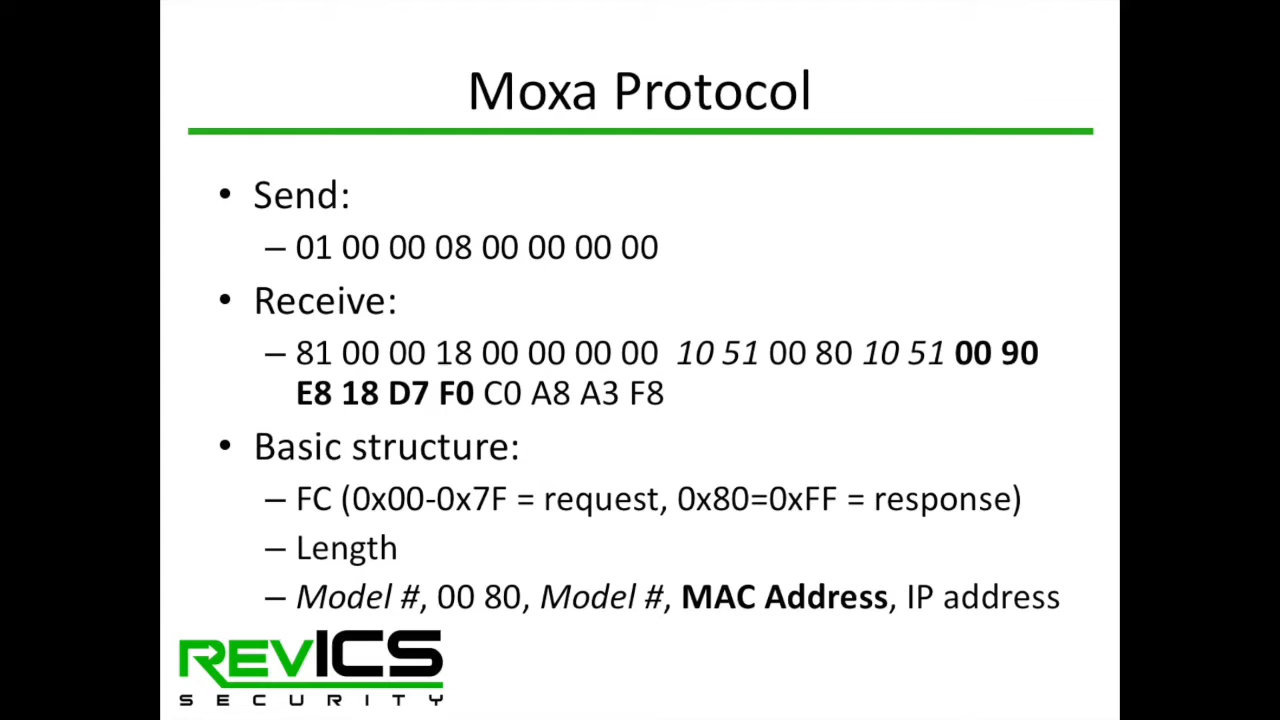 Moxa Protocol
• Send:
– 01 00 00 08 00 00 00 00
• Receive:
– 81 00 00 18 00 00 00 00 10 51 00 80 10 51 00 90
E8 18 D7 F0 C0 A8 A3 F8
• Basic structure:
– FC (0x00-0x7F = request, 0x80=0xFF = response)
– Length
– Model #, 00 80, Model #, MAC Address, IP address
REVICS
SECURITY